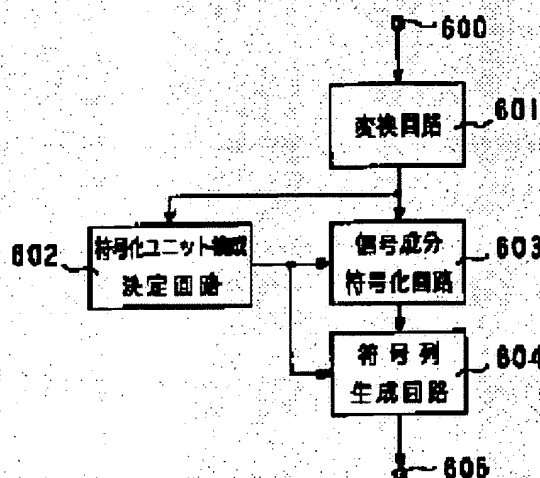 600
変換回路
601
602
符号化ユニット構成
決定回路
信号成分
符号化回路
603
符号列
生成回路
604
605